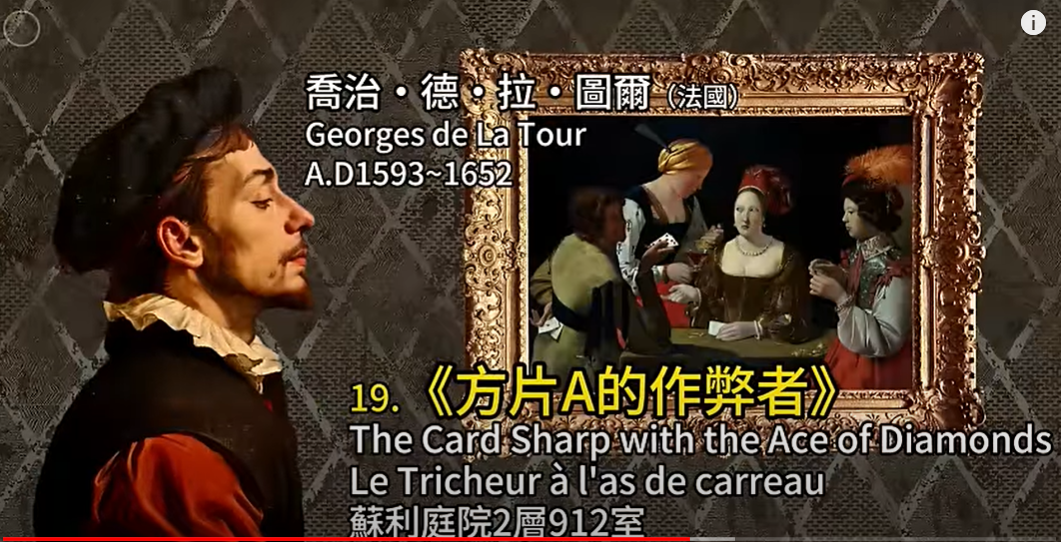 喬治・德・拉・圖爾（法國）
Georges de La Tour
A.D1593~1652
19.《方片A的作弊者》
The Card Sharp with the Ace of Diamonds
Le Tricheur à l'as de carreau
蘇利庭院2層912室